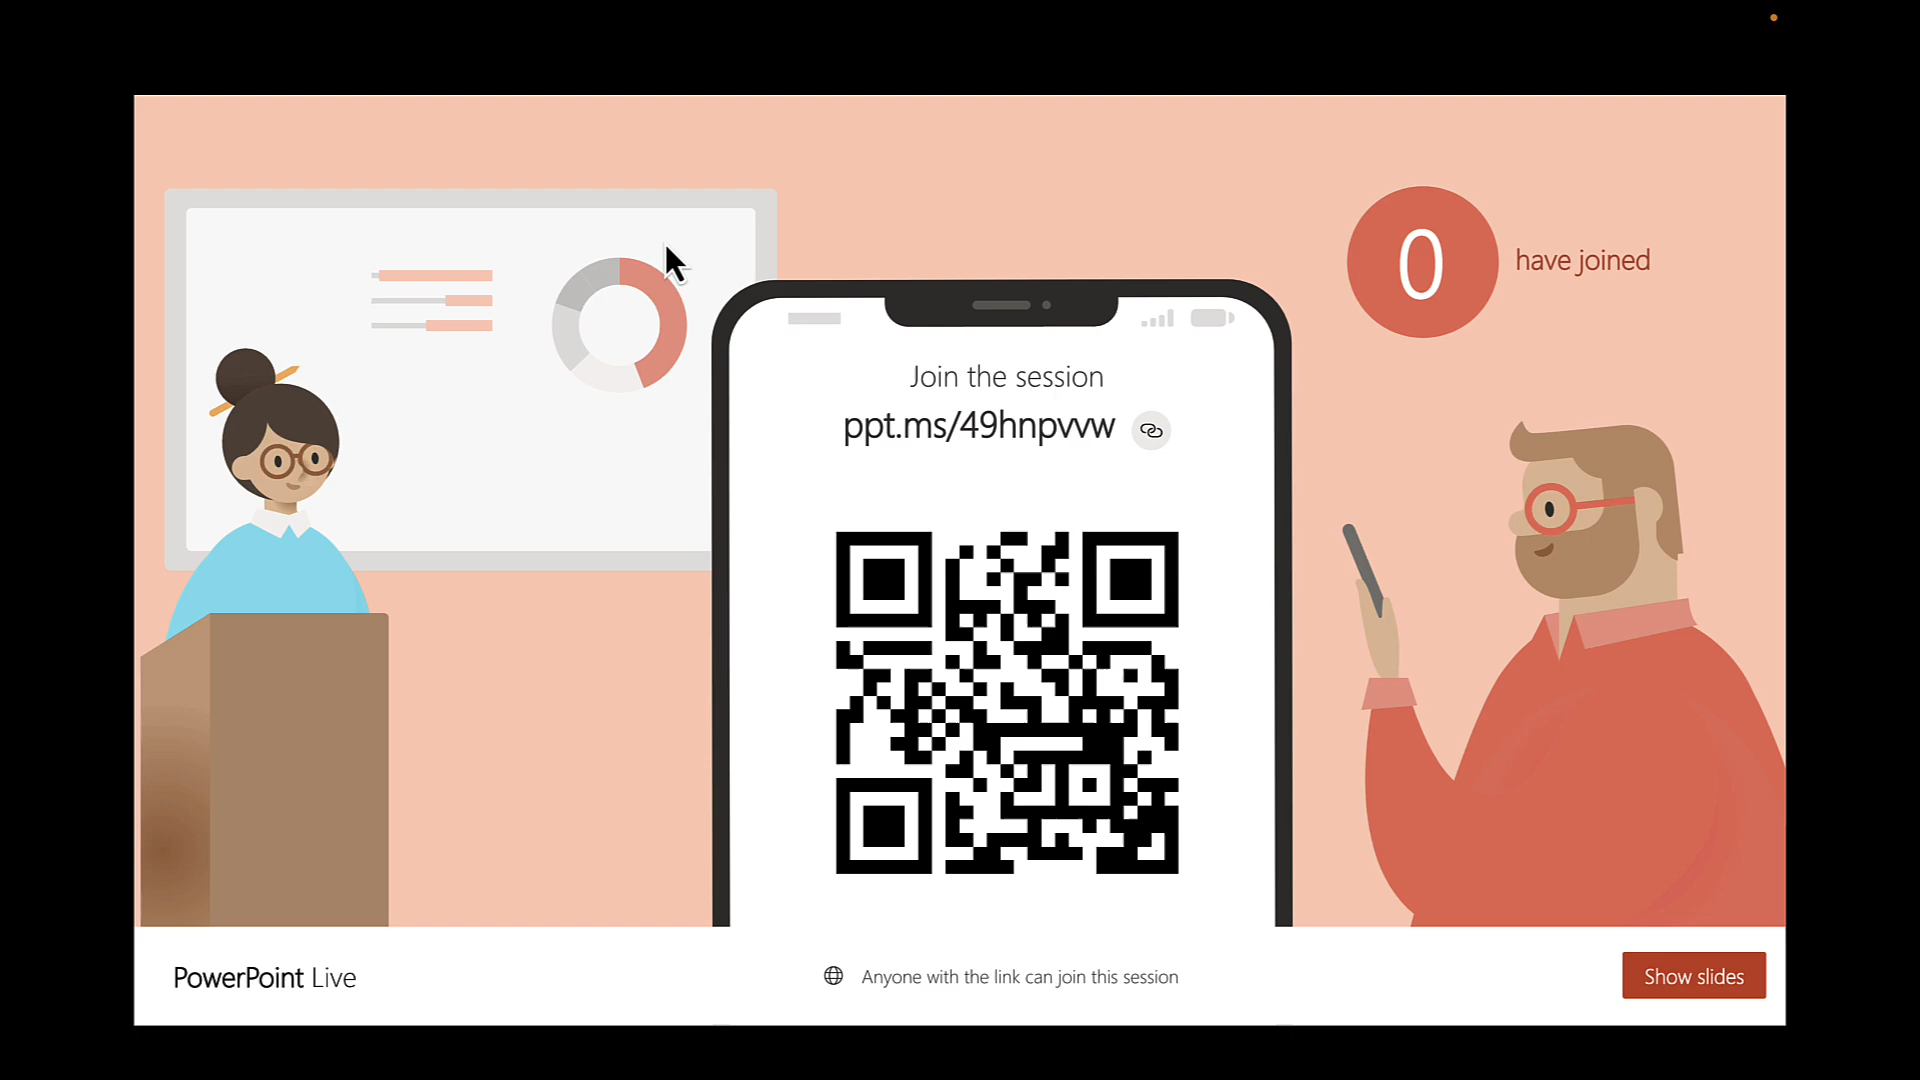 0 have joined
Join the session
ppt.ms/49hnpvvw
PowerPoint Live
Anyone with the link can join this session
Show slides